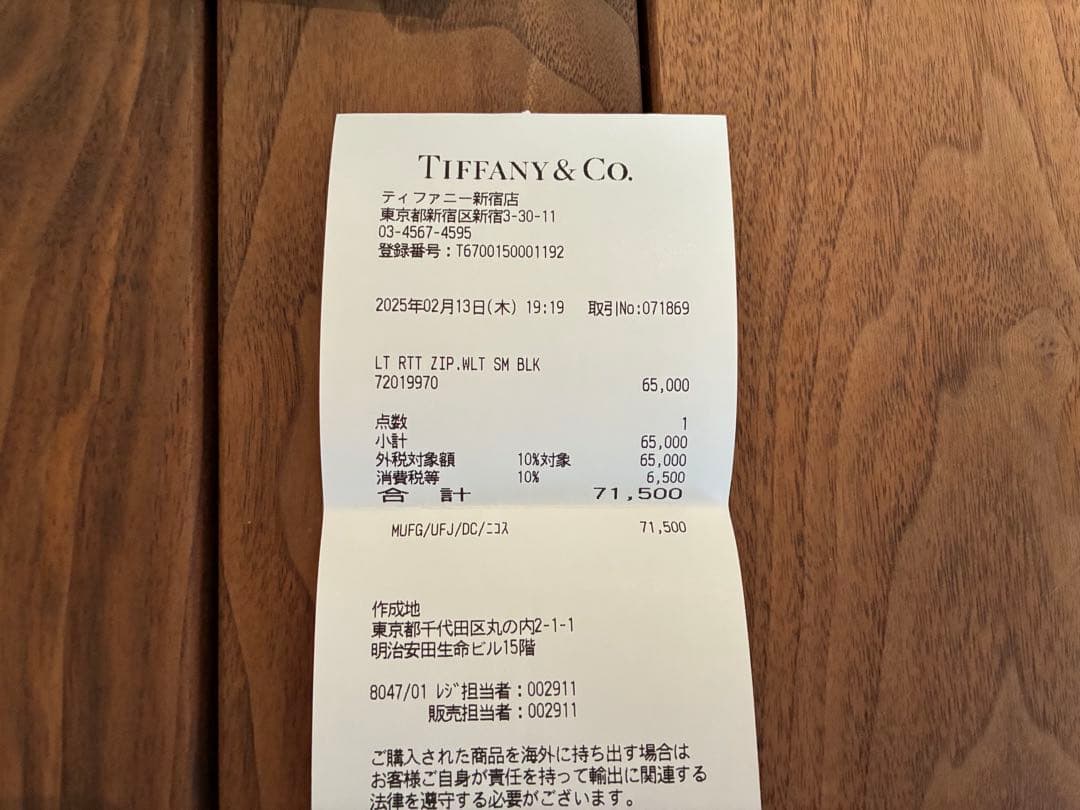 TIFFANY & CO.
ティファニー新宿店
東京都新宿区新宿3-30-11
03-4567-4595
登録番号：T6700150001192
2025年02月13日(木) 19:19 取引No:071869
LT RTT ZIP.WLT SM BLK
72019970 65,000
点数 1
小計 65,000
外税対象額 10%対象 65,000
消費税等 10% 6,500
合計 71,500
MUFG/UFJ/DC/ﾆｺｽ 71,500
作成地
東京都千代田区丸の内2-1-1
明治安田生命ビル15階
8047/01 ﾚｼﾞ担当者：002911
販売担当者：002911
ご購入された商品を海外に持ち出す場合は
お客様ご自身が責任を持って輸出に関連する
法律を遵守する必要がございます。